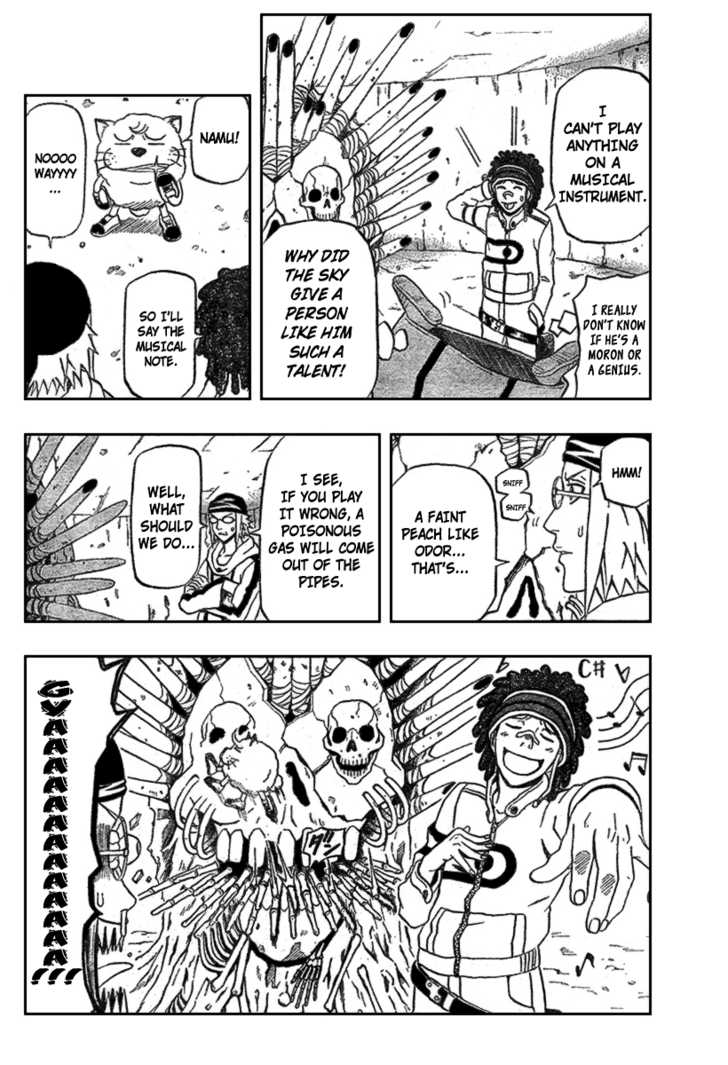 I
CAN'T PLAY
ANYTHING
ON A
MUSICAL
INSTRUMENT.
I REALLY
DON'T KNOW
IF HE'S A
MORON OR
A GENIUS.
WHY DID
THE SKY
GIVE A
PERSON
LIKE HIM
SUCH A
TALENT!
NAMU!
NOOOO
WAYYYY
...
SO I'LL
SAY THE
MUSICAL
NOTE.
HMM!
SNIFF
SNIFF
A FAINT
PEACH LIKE
ODOR...
THAT'S...
I SEE,
IF YOU PLAY
IT WRONG, A
POISONOUS
GAS WILL COME
OUT OF THE
PIPES.
WELL,
WHAT
SHOULD
WE DO...
C#
GYAAAAAAAAAAAAA!!!